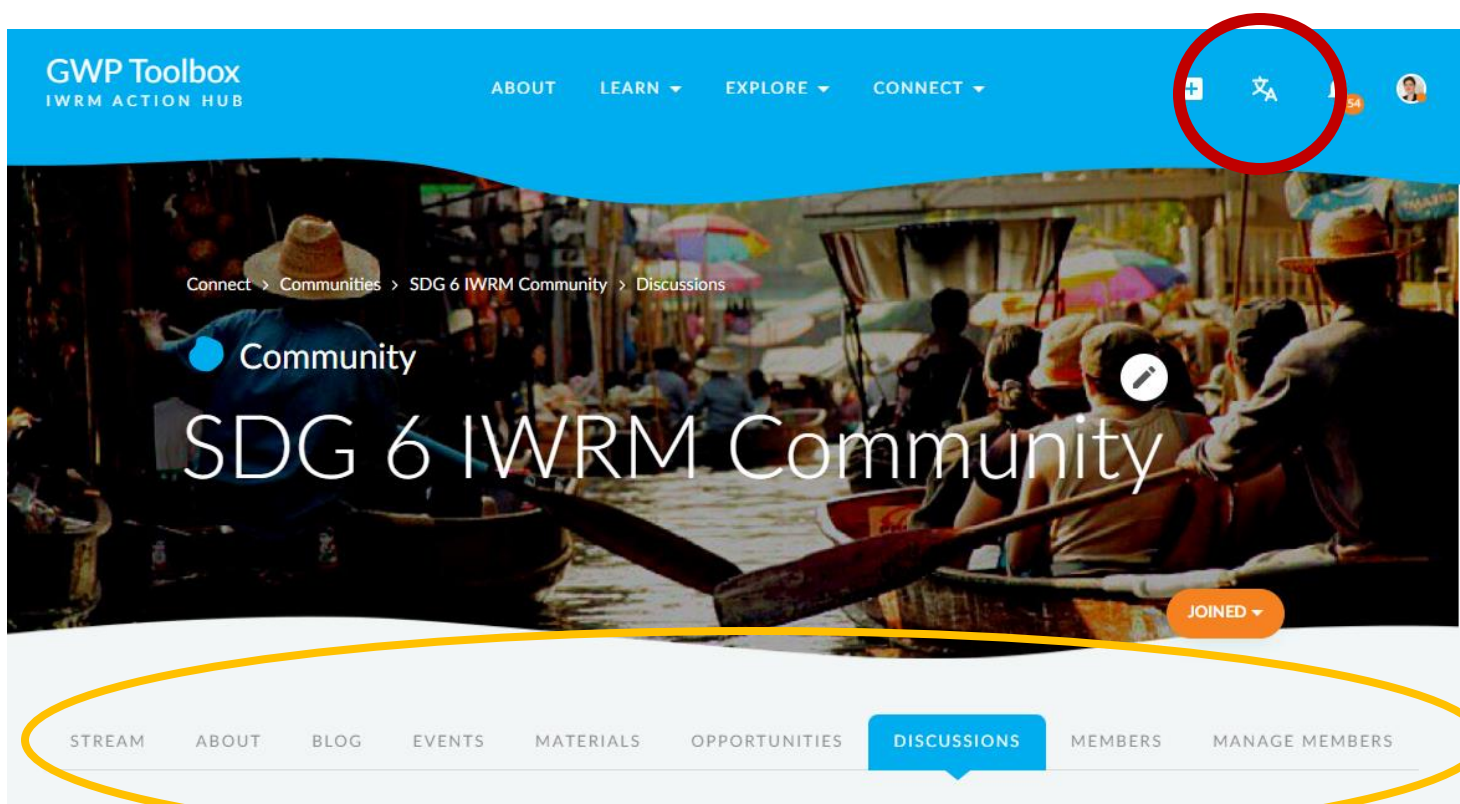 GWP Toolbox
IWRM ACTION HUB
ABOUT LEARN EXPLORE CONNECT
54
Connect > Communities > SDG 6 IWRM Community > Discussions
Community
SDG 6 IWRM Community
JOINED
STREAM ABOUT BLOG EVENTS MATERIALS OPPORTUNITIES DISCUSSIONS MEMBERS MANAGE MEMBERS